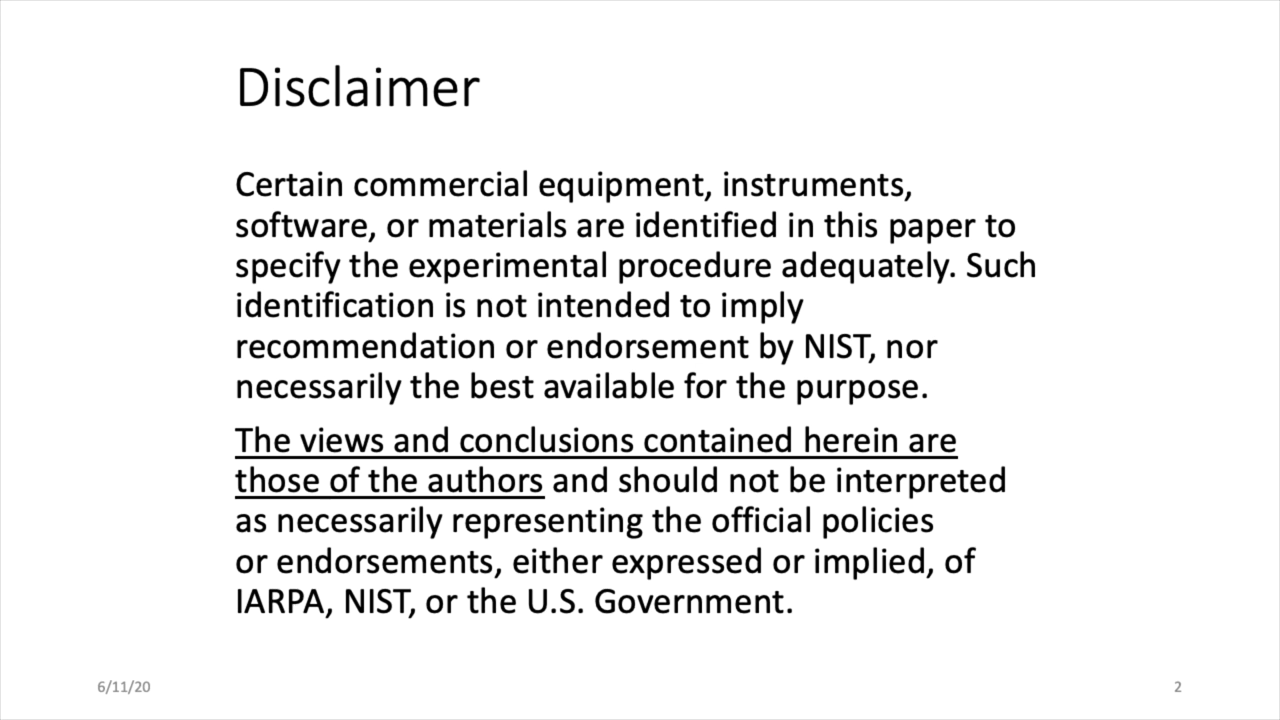 Disclaimer
Certain commercial equipment, instruments,
software, or materials are identified in this paper to
specify the experimental procedure adequately. Such
identification is not intended to imply
recommendation or endorsement by NIST, nor
necessarily the best available for the purpose.
The views and conclusions contained herein are
those of the authors and should not be interpreted
as necessarily representing the official policies
or endorsements, either expressed or implied, of
IARPA, NIST, or the U.S. Government.
6/11/20
2